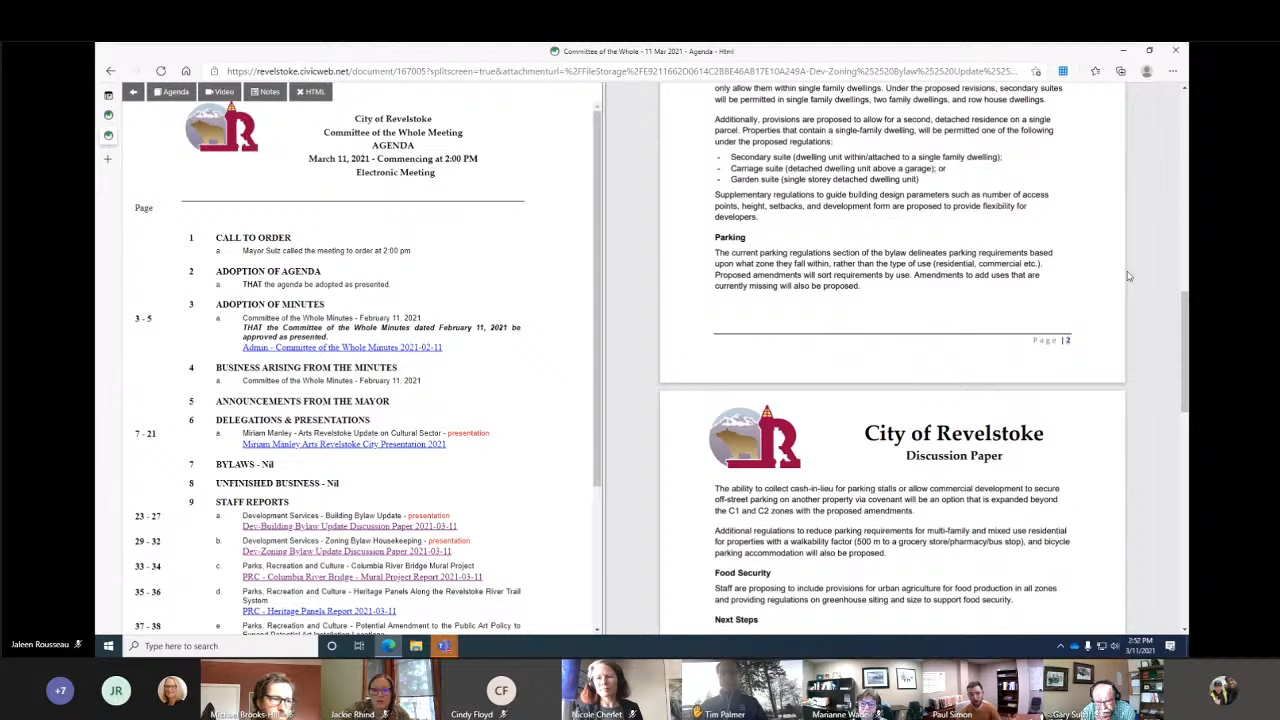 Committee of the Whole - 11 Mar 2021 - Agenda - Html
https://revelstoke.civicweb.net/document/167005?splitscreen=true&attachmenturl=%2FFileStorage%2FE9211662D0614C2B8E46AB17E10A249A-Dev-Zoning%252520Bylaw%252520Update%25252...
Agenda
Video
Notes
HTML
City of Revelstoke
Committee of the Whole Meeting
AGENDA
March 11, 2021 - Commencing at 2:00 PM
Electronic Meeting
Page
1 CALL TO ORDER
a Mayor Sulz called the meeting to order at 2:00 pm
2 ADOPTION OF AGENDA
a. THAT the agenda be adopted as presented.
3 ADOPTION OF MINUTES
3 - 5 a. Committee of the Whole Minutes - February 11, 2021
THAT the Committee of the Whole Minutes dated February 11, 2021 be
approved as presented.
Admin - Committee of the Whole Minutes 2021-02-11
4 BUSINESS ARISING FROM THE MINUTES
a. Committee of the Whole Minutes - February 11, 2021
5 ANNOUNCEMENTS FROM THE MAYOR
6 DELEGATIONS & PRESENTATIONS
7 - 21 a. Miriam Manley - Arts Revelstoke Update on Cultural Sector - presentation
Miriam Manley Arts Revelstoke City Presentation 2021
7 BYLAWS - Nil
8 UNFINISHED BUSINESS - Nil
9 STAFF REPORTS
23 - 27 a. Development Services - Building Bylaw Update - presentation
Dev-Building Bylaw Update Discussion Paper 2021-03-11
29 - 32 b. Development Services - Zoning Bylaw Housekeeping - presentation
Dev-Zoning Bylaw Update Discussion Paper 2021-03-11
33 - 34 c. Parks, Recreation and Culture - Columbia River Bridge Mural Project
PRC - Columbia River Bridge - Mural Project Report 2021-03-11
35 - 36 d. Parks, Recreation and Culture - Heritage Panels Along the Revelstoke River Trail
System
PRC - Heritage Panels Report 2021-03-11
37 - 38 e. Parks, Recreation and Culture - Potential Amendment to the Public Art Policy to
Expand Potential Art Installation Locations
only allow them within single family dwellings. Under the proposed revisions, secondary suites
will be permitted in single family dwellings, two family dwellings, and row house dwellings.
Additionally, provisions are proposed to allow for a second, detached residence on a single
parcel. Properties that contain a single-family dwelling, will be permitted one of the following
under the proposed regulations:
- Secondary suite (dwelling unit within/attached to a single family dwelling);
- Carriage suite (detached dwelling unit above a garage); or
- Garden suite (single storey detached dwelling unit)
Supplementary regulations to guide building design parameters such as number of access
points, height, setbacks, and development form are proposed to provide flexibility for
developers.
Parking
The current parking regulations section of the bylaw delineates parking requirements based
upon what zone they fall within, rather than the type of use (residential, commercial etc.).
Proposed amendments will sort requirements by use. Amendments to add uses that are
currently missing will also be proposed.
Page | 2
R
City of Revelstoke
Discussion Paper
The ability to collect cash-in-lieu for parking stalls or allow commercial development to secure
off-street parking on another property via covenant will be an option that is expanded beyond
the C1 and C2 zones with the proposed amendments.
Additional regulations to reduce parking requirements for multi-family and mixed use residential
for properties with a walkability factor (500 m to a grocery store/pharmacy/bus stop), and bicycle
parking accommodation will also be proposed.
Food Security
Staff are proposing to include provisions for urban agriculture for food production in all zones
and providing regulations on greenhouse siting and size to support food security.
Next Steps
Jaleen Rousseau
Type here to search
2:52 PM
3/11/2021
+7
JR
Michael Brooks-Hill
Jackie Rhind
CF
Cindy Floyd
Nicole Cherlet
Tim Palmer
Marianne Wade
Paul Simon
Gary Sulz